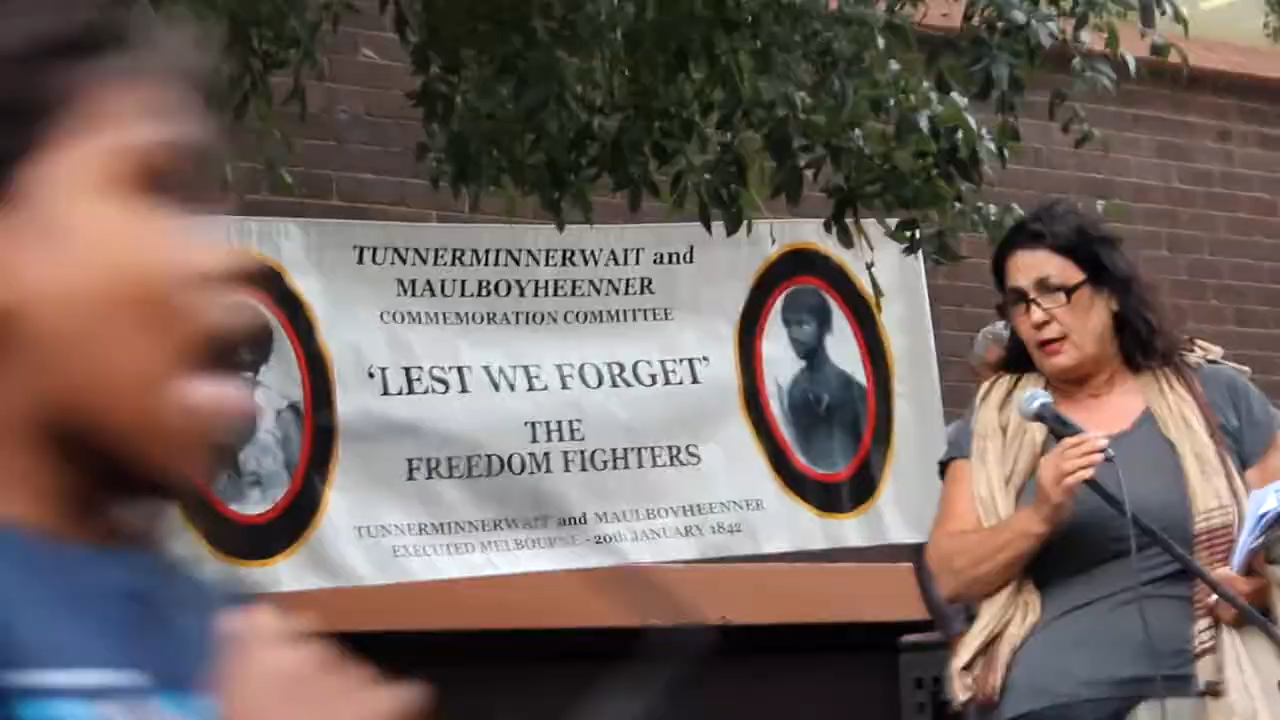 TUNNERMINNERWAIT and
MAULBOYHEENNER
COMMEMORATION COMMITTEE
'LEST WE FORGET'
THE
FREEDOM FIGHTERS
TUNNERMINNERWAIT and MAULBOYHEENNER
EXECUTED MELBOURNE - 20th JANUARY 1842